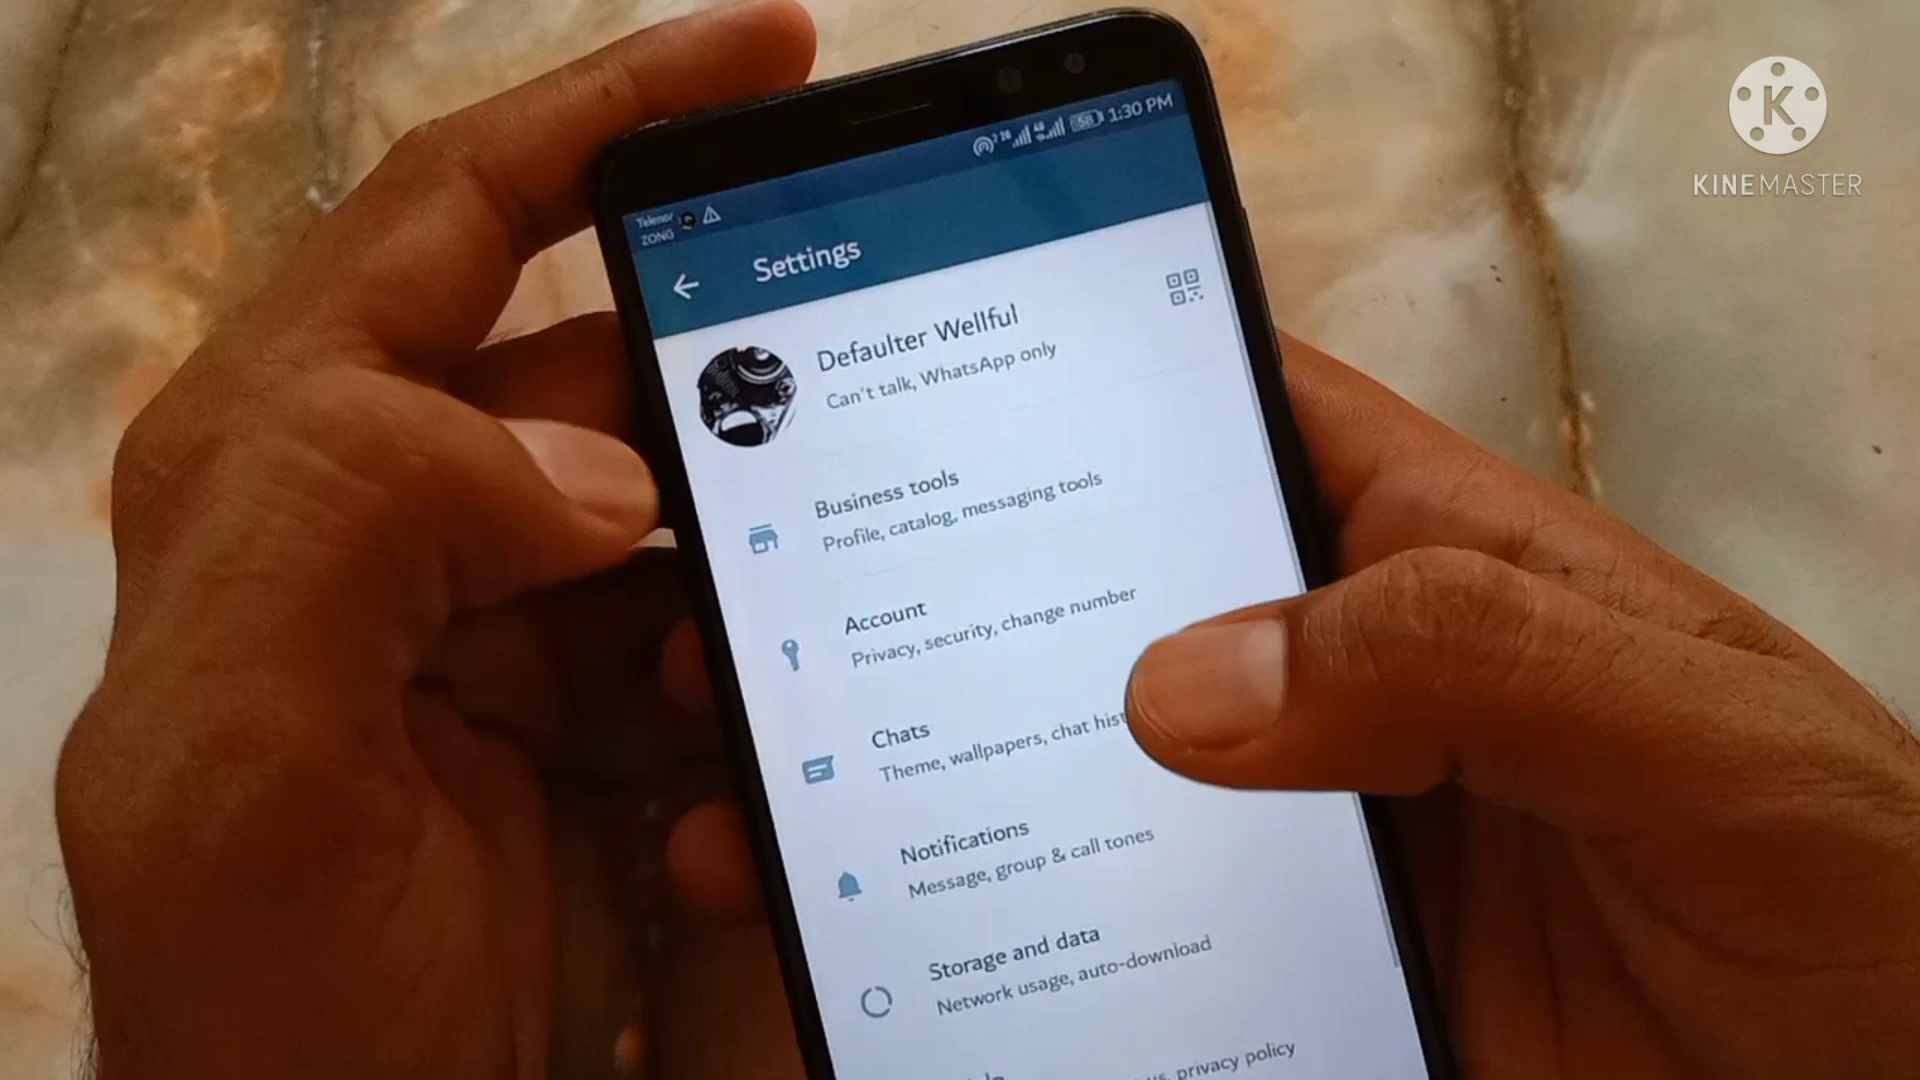 KINEMASTER
Telenor
ZONG
58
1:30 PM
Settings
Defaulter Wellful
Can't talk, WhatsApp only
Business tools
Profile, catalog, messaging tools
Account
Privacy, security, change number
Chats
Theme, wallpapers, chat
Notifications
Message, group & call tones
Storage and data
Network usage, auto-download
privacy policy